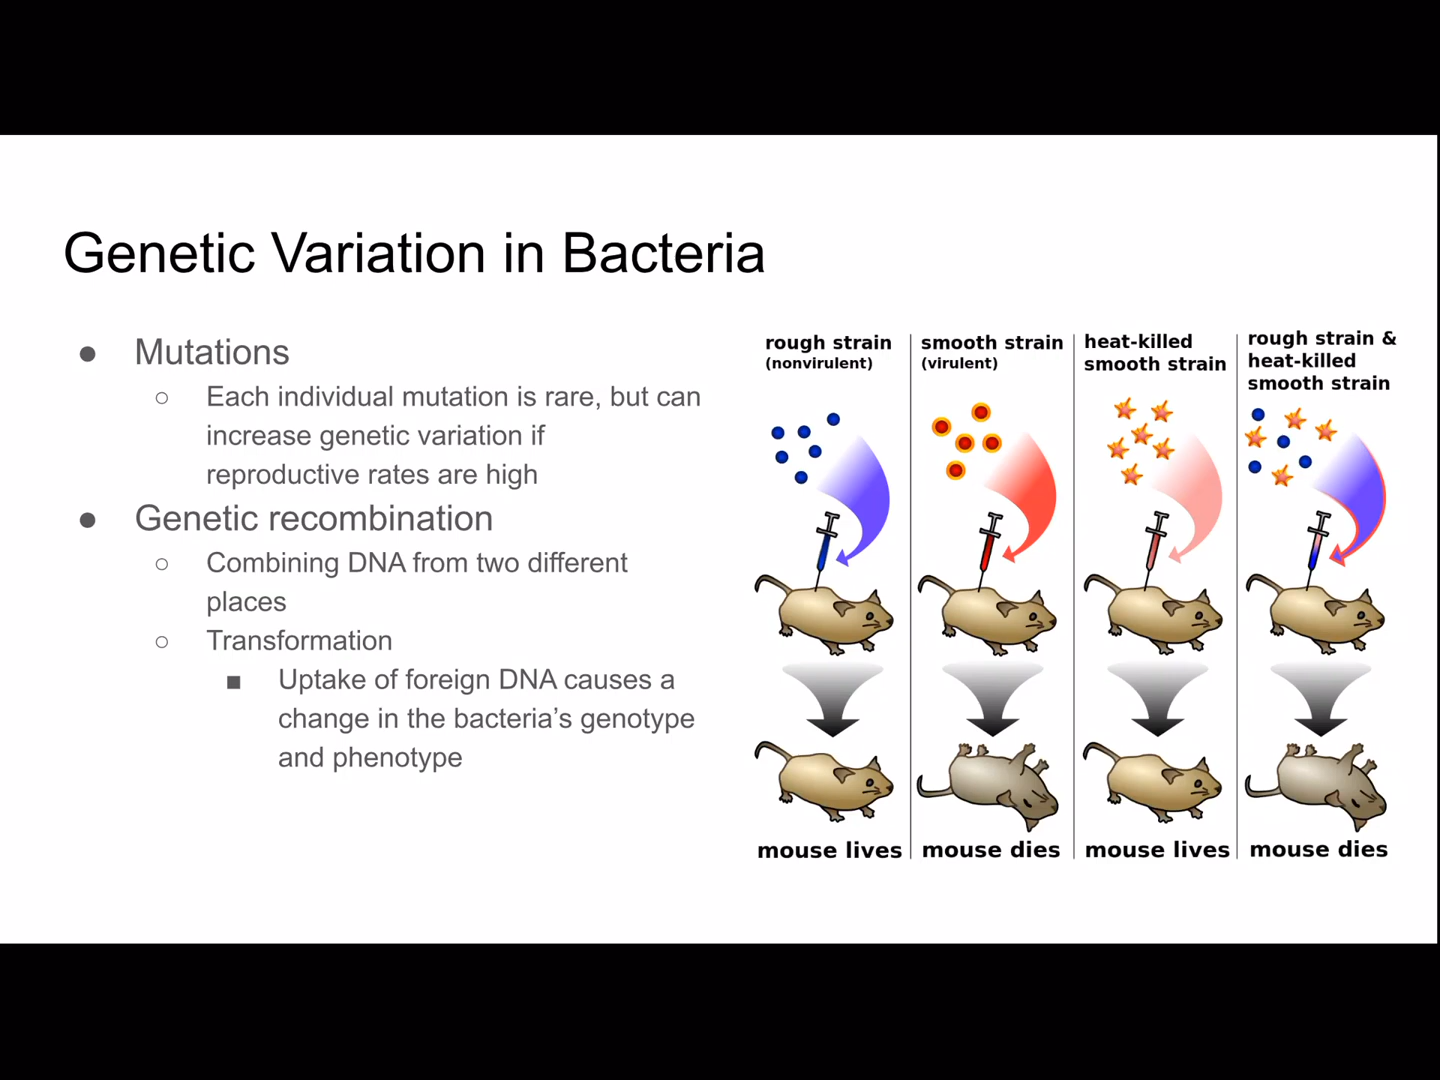 Genetic Variation in Bacteria
● Mutations
○ Each individual mutation is rare, but can
increase genetic variation if
reproductive rates are high
● Genetic recombination
○ Combining DNA from two different
places
○ Transformation
■ Uptake of foreign DNA causes a
change in the bacteria's genotype
and phenotype
rough strain
(nonvirulent)
mouse lives
smooth strain
(virulent)
mouse dies
heat-killed
smooth strain
mouse lives
rough strain &
heat-killed
smooth strain
mouse dies